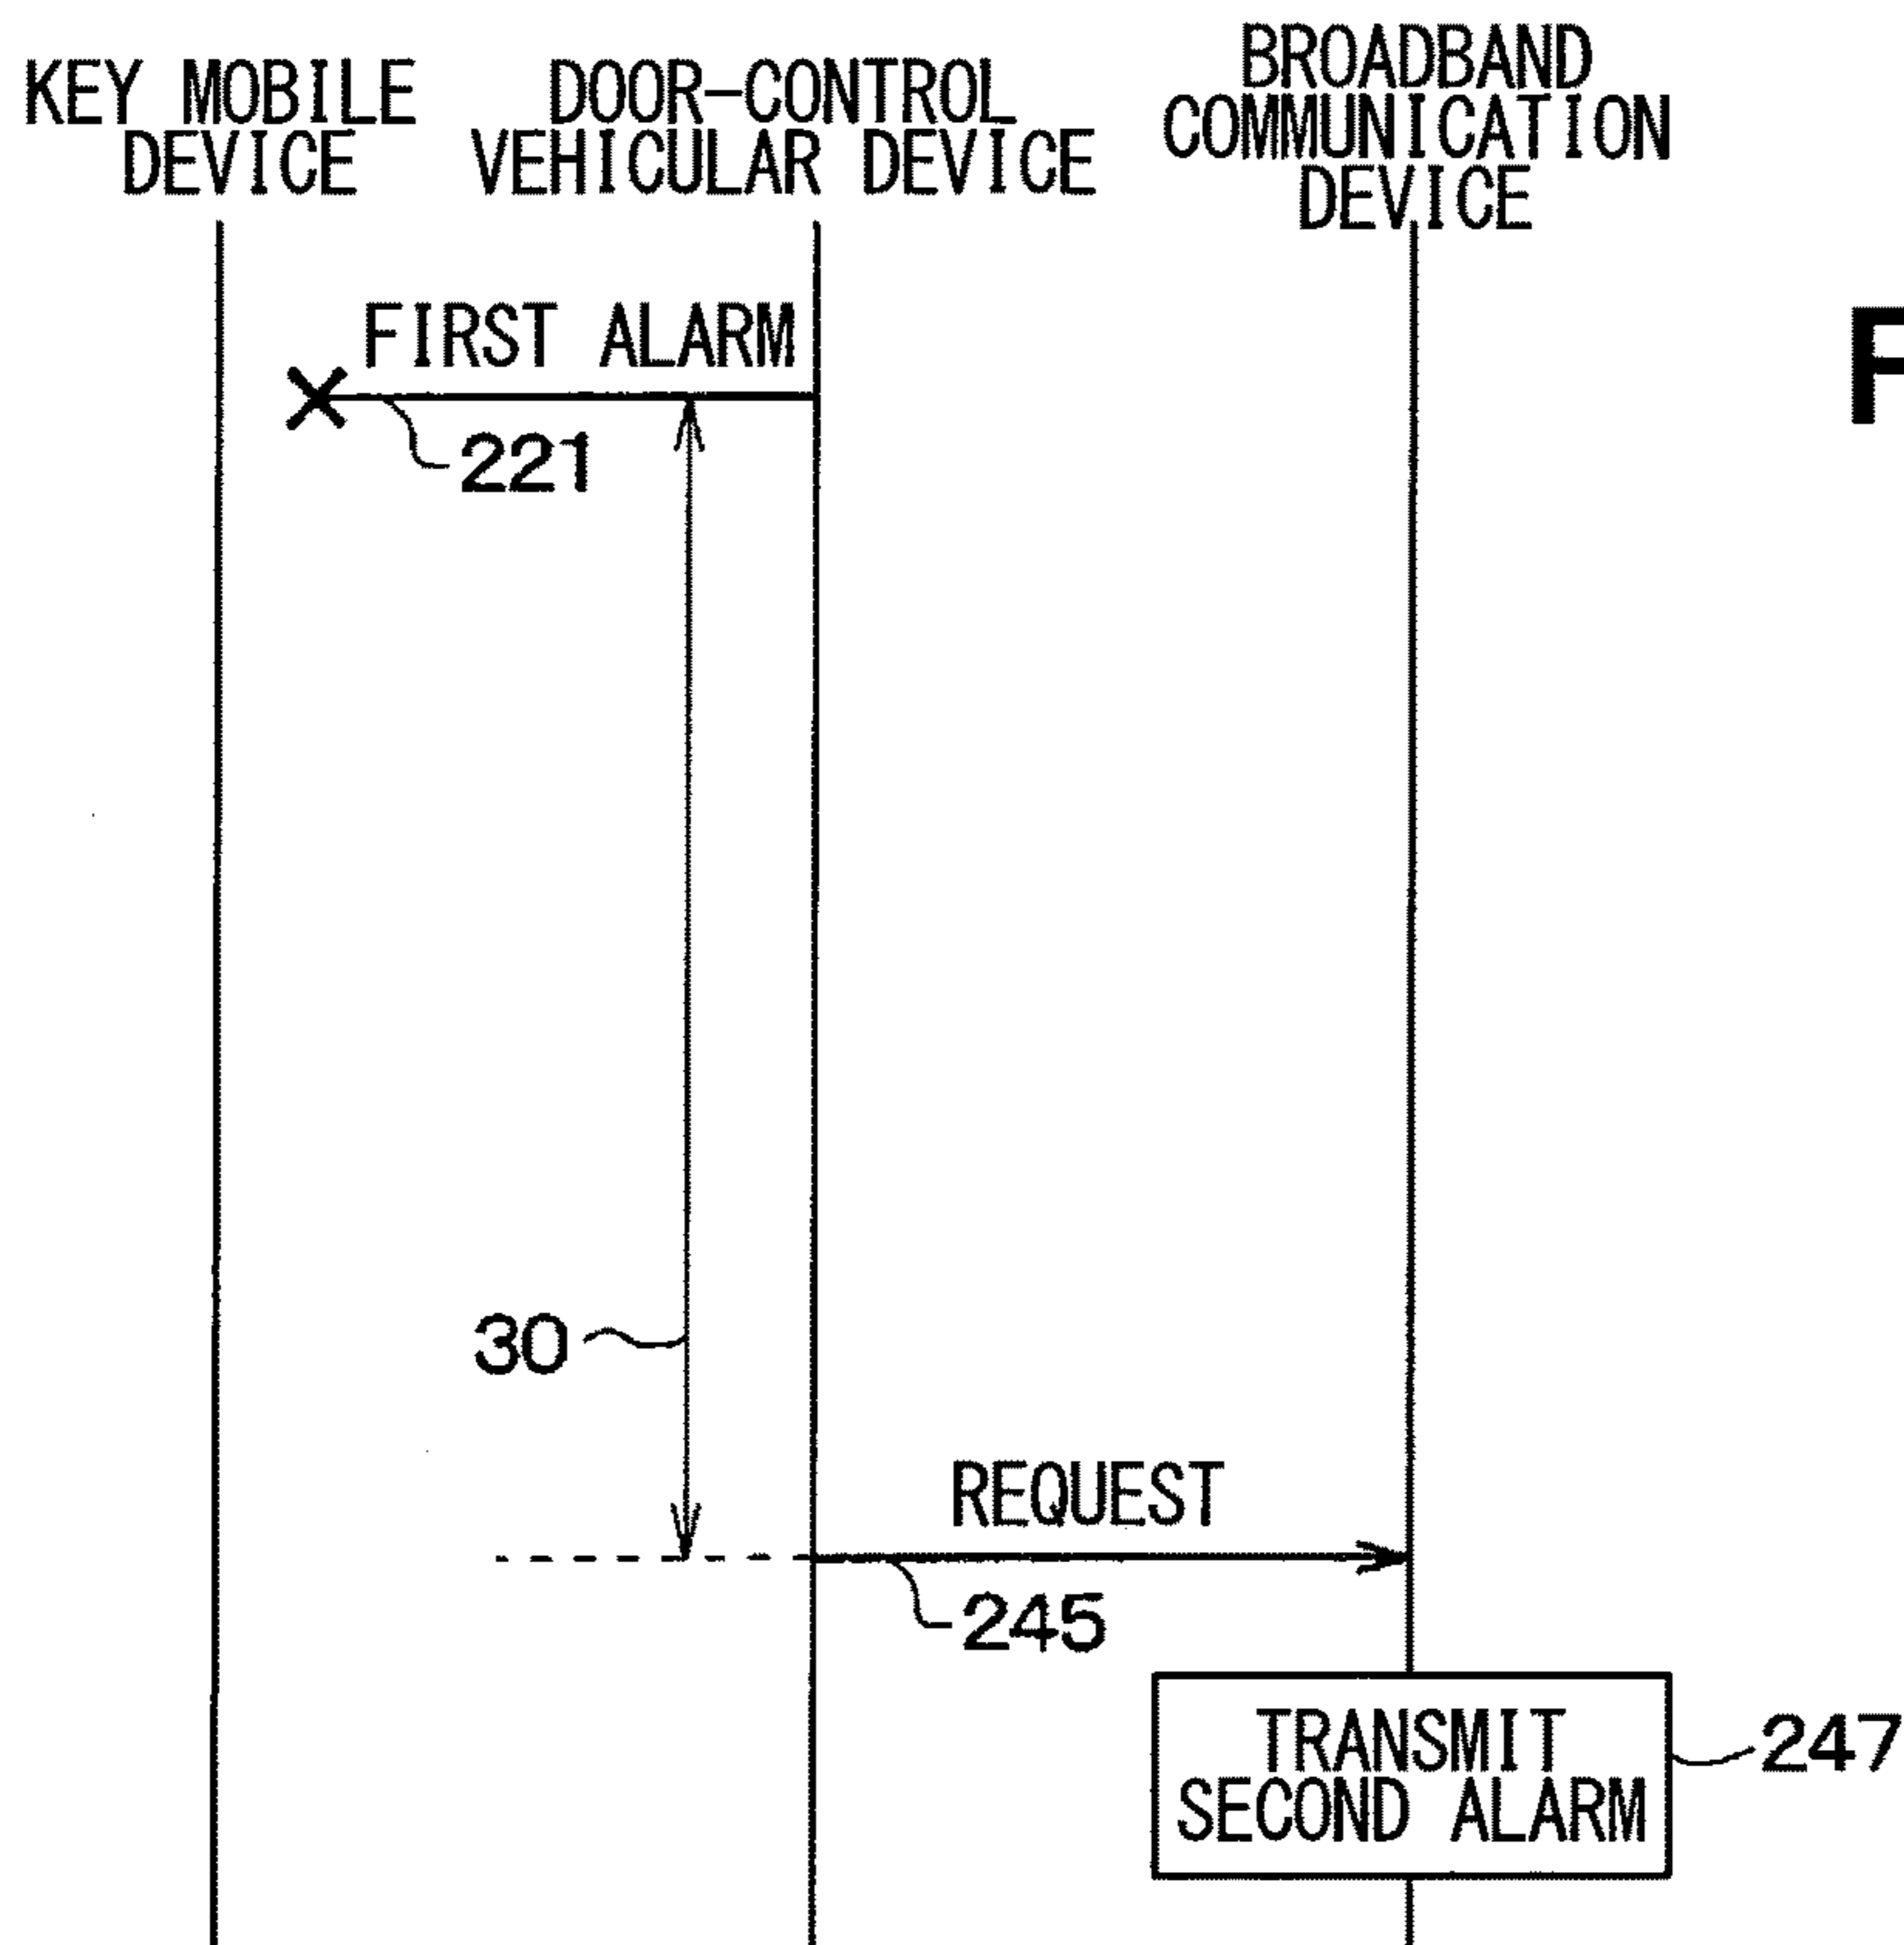 KEY MOBILE
DEVICE
DOOR-CONTROL
VEHICULAR DEVICE
BROADBAND
COMMUNICATION
DEVICE
FIRST ALARM
221
F
30
REQUEST
245
TRANSMIT
SECOND ALARM
247